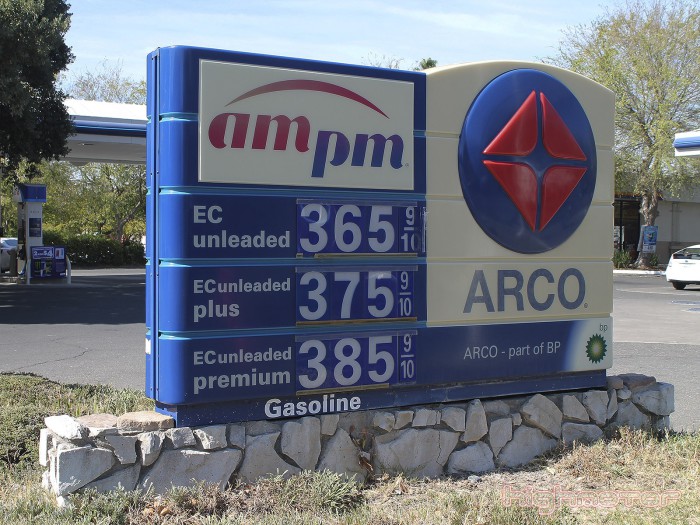 ampm
EC
unleaded
365 9/10
ECunleaded
plus
375 9/10
ECunleaded
premium
385 9/10
Gasoline
ARCO
bp
ARCO - part of BP